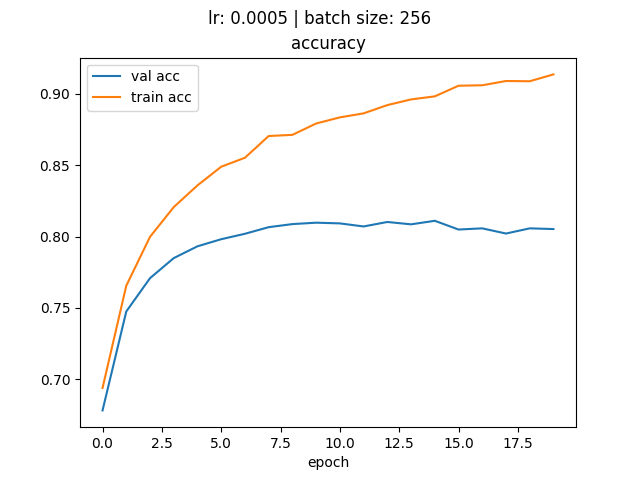 lr: 0.0005 | batch size: 256
accuracy
val acc
train acc
0.90
0.85
0.80
0.75
0.70
0.0 2.5 5.0 7.5 10.0 12.5 15.0 17.5
epoch